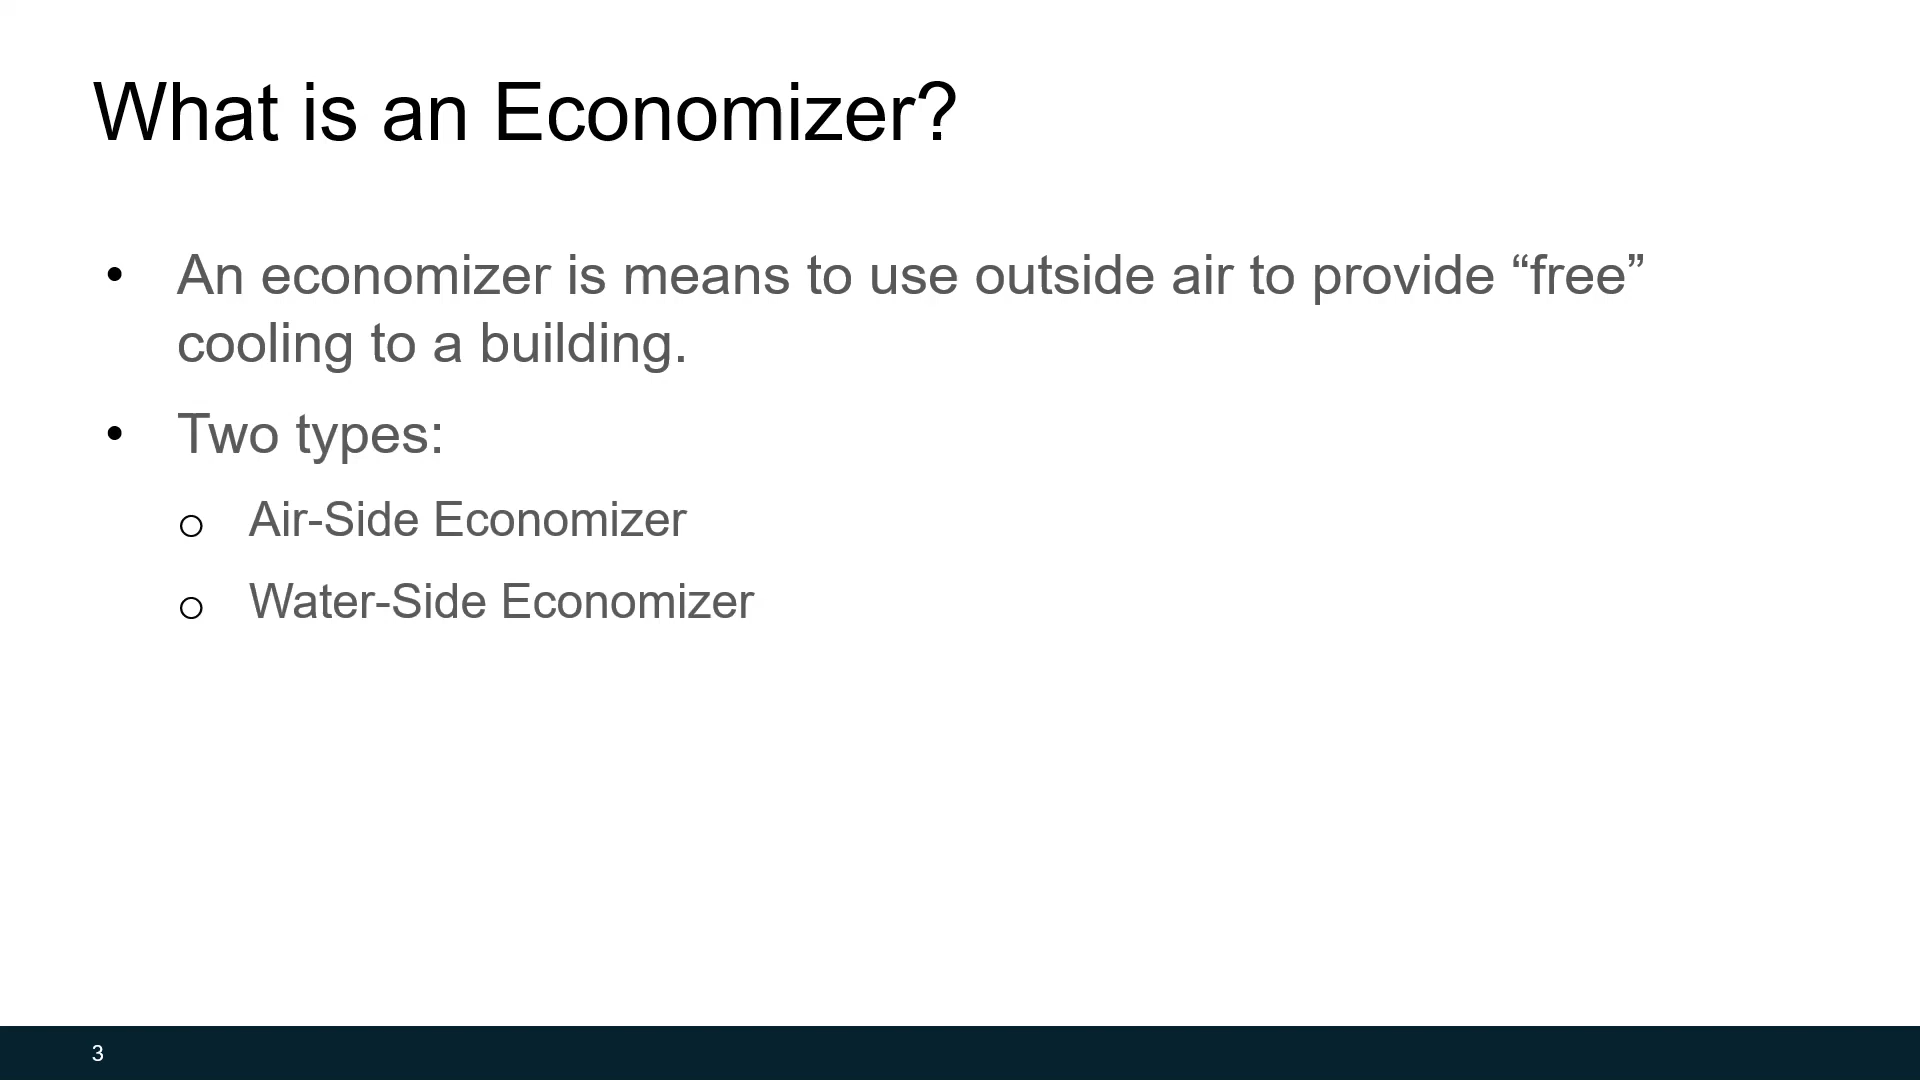 What is an Economizer?
• An economizer is means to use outside air to provide “free”
cooling to a building.
• Two types:
o Air-Side Economizer
o Water-Side Economizer
3